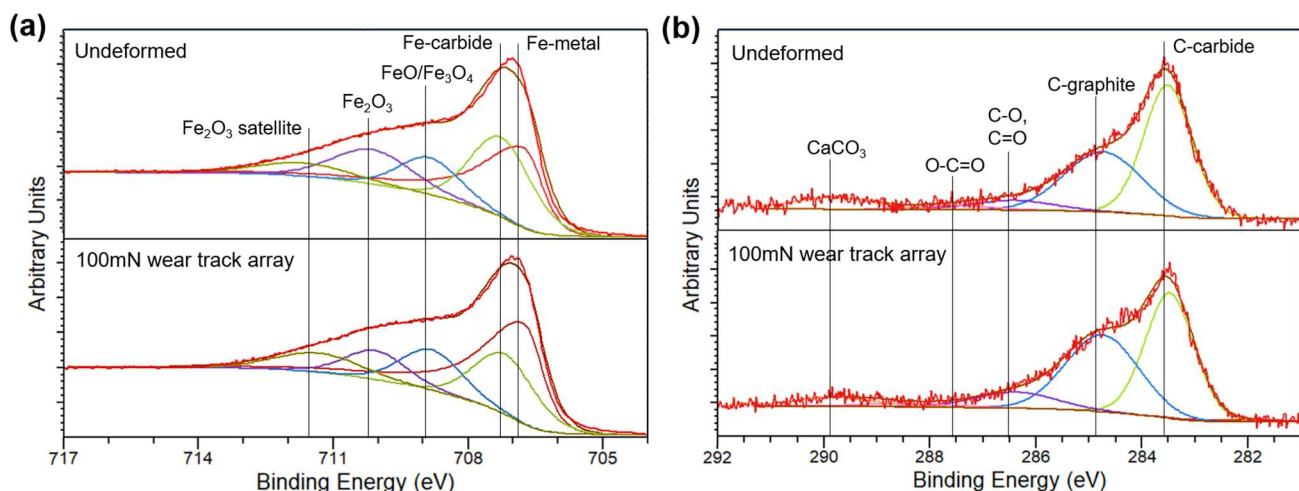 (a)
Undeformed
Fe-carbide
Fe-metal
FeO/Fe₃O₄
Fe₂O₃
Fe₂O₃ satellite
100mN wear track array
Arbitrary Units
717
714
711
708
705
Binding Energy (eV)
(b)
Undeformed
C-carbide
C-graphite
C-O,
C=O
CaCO₃
O-C=O
100mN wear track array
Arbitrary Units
292
290
288
286
284
282
Binding Energy (eV)